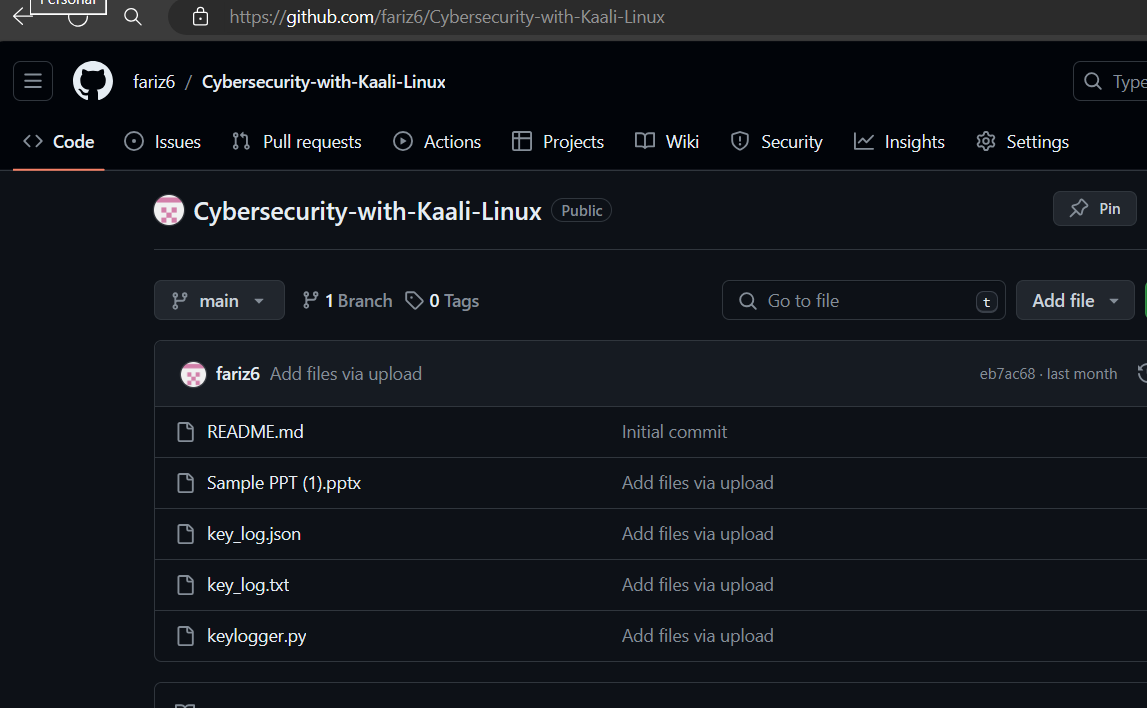 Personal
https://github.com/fariz6/Cybersecurity-with-Kaali-Linux
fariz6 / Cybersecurity-with-Kaali-Linux
Type
Code Issues Pull requests Actions Projects Wiki Security Insights Settings
Cybersecurity-with-Kaali-Linux Public
Pin
main 1 Branch 0 Tags Go to file t Add file
fariz6 Add files via upload eb7ac68 · last month
README.md Initial commit
Sample PPT (1).pptx Add files via upload
key_log.json Add files via upload
key_log.txt Add files via upload
keylogger.py Add files via upload